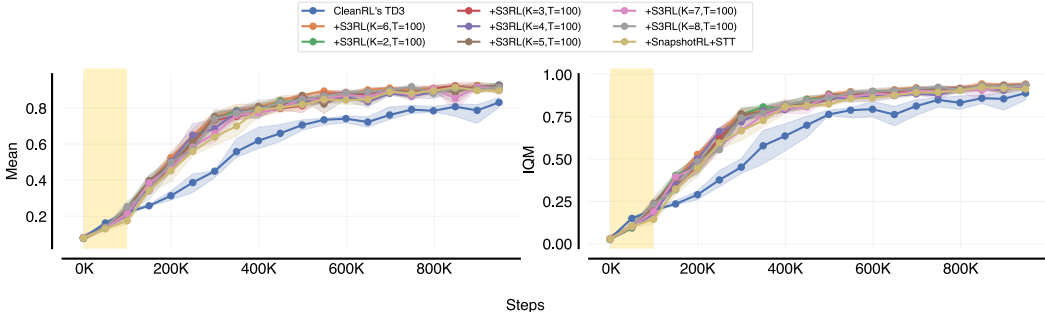 CleanRL's TD3
+S3RL(K=3,T=100)
+S3RL(K=7,T=100)
+S3RL(K=6,T=100)
+S3RL(K=4,T=100)
+S3RL(K=8,T=100)
+S3RL(K=2,T=100)
+S3RL(K=5,T=100)
+SnapshotRL+STT
Mean
0.8
0.6
0.4
0.2
0K
200K
400K
600K
800K
IQM
1.00
0.75
0.50
0.25
0.00
0K
200K
400K
600K
800K
Steps